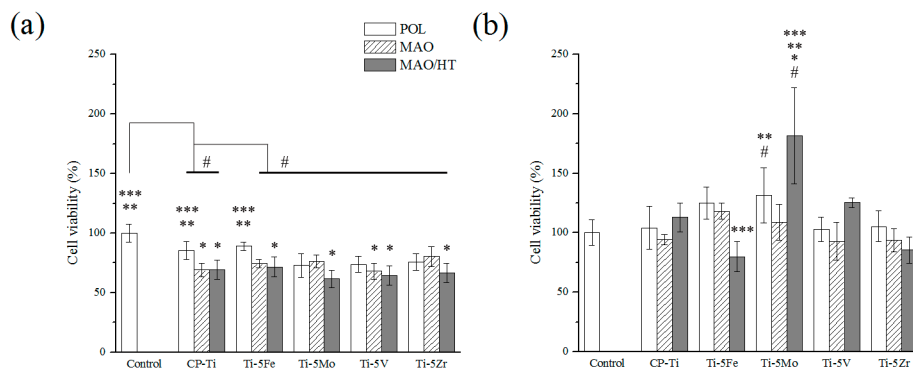 (a)
POL
MAO
MAO/HT
Cell viability (%)
250
200
150
100
50
0
#
#
***
**
***
**
***
**
* *
*
*
* *
*
Control
CP-Ti
Ti-5Fe
Ti-5Mo
Ti-5V
Ti-5Zr
(b)
Cell viability (%)
250
200
150
100
50
0
***
**
#
***
**
*
#
Control
CP-Ti
Ti-5Fe
Ti-5Mo
Ti-5V
Ti-5Zr